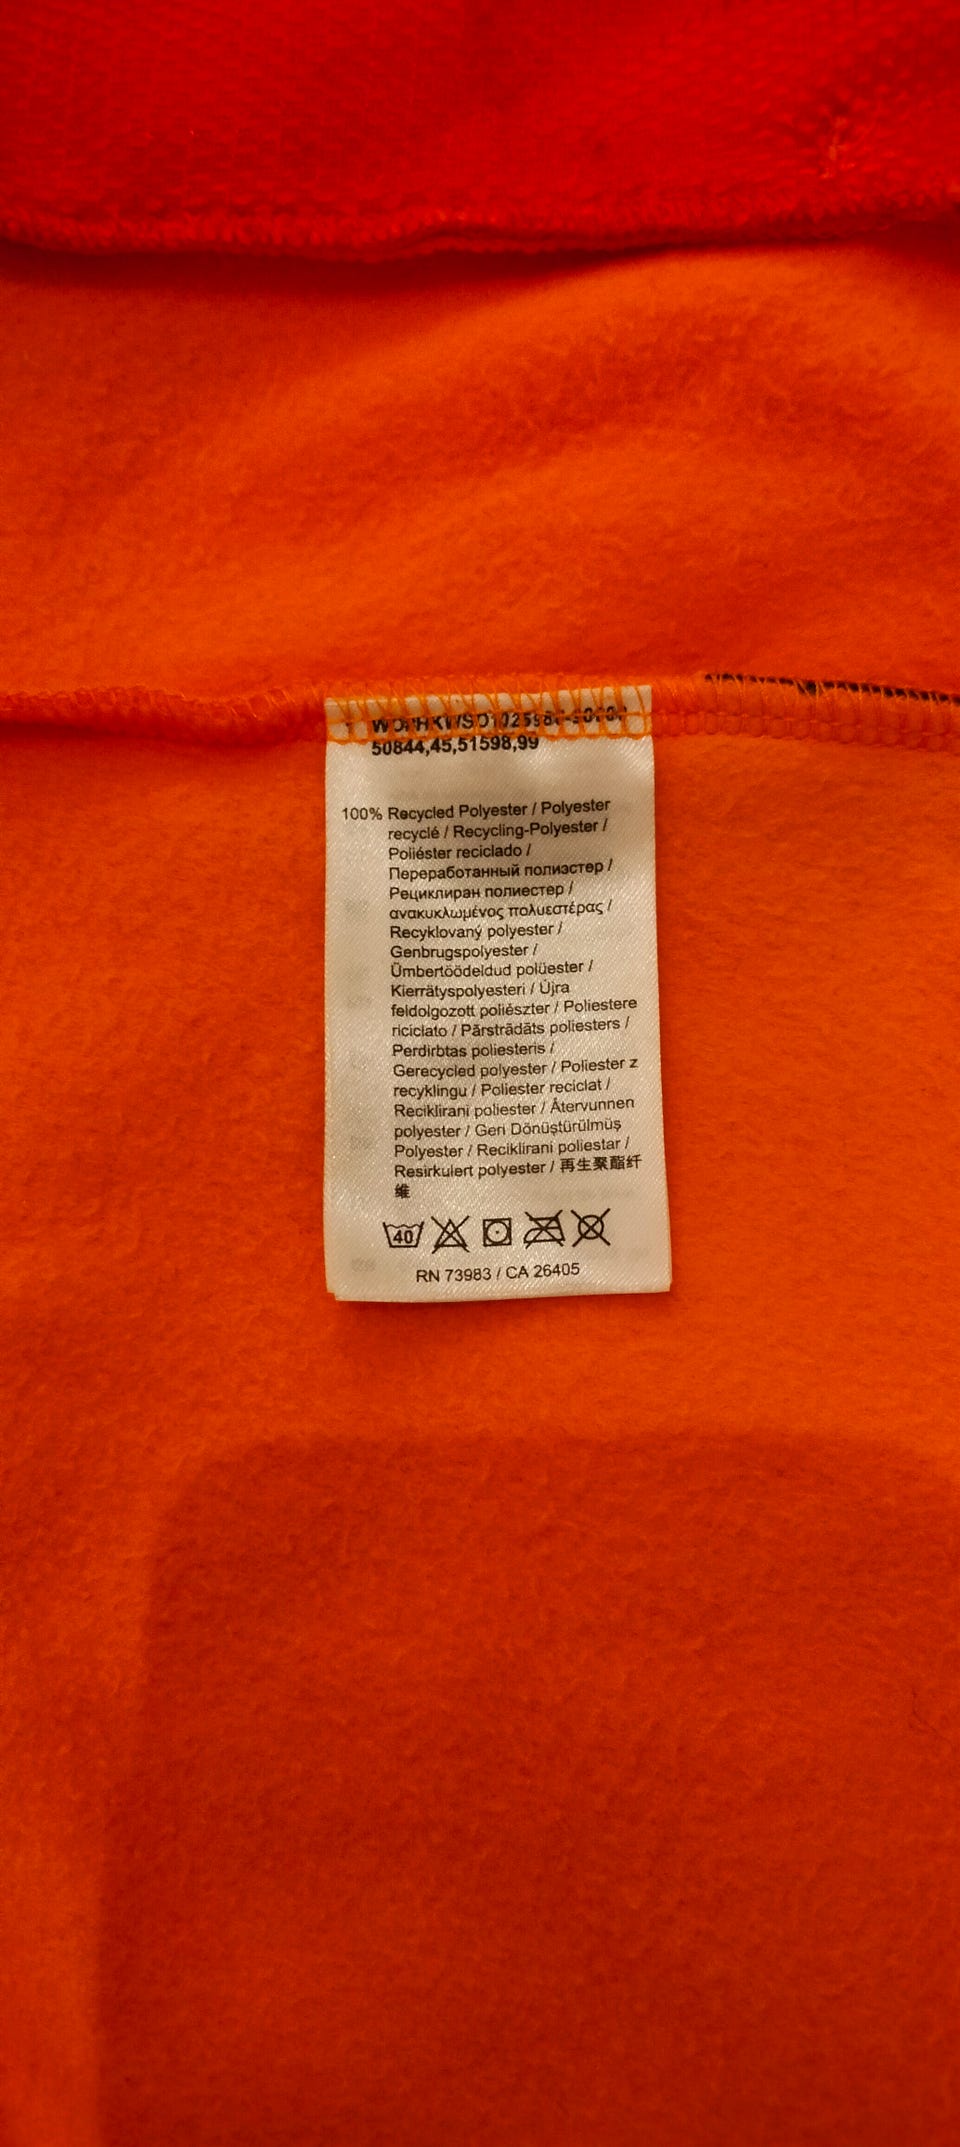 50844,45,51598,99
100% Recycled Polyester / Polyester
recyclé / Recycling-Polyester /
Poliéster reciclado /
Переработанный полиэстер /
Рециклиран полиестер /
ανακυκλωμένος πολυεστέρας /
Recyklovaný polyester /
Genbrugspolyester /
Ümbertöödeldud polüester /
Kierrätyspolyesteri / Újra
feldolgozott poliészter / Poliestere
riciclato / Pārstrādāts poliesters /
Perdirbtas poliesteris /
Gerecycled polyester / Poliester z
recyklingu / Poliester reciclat /
Reciklirani poliester / Återvunnen
polyester / Geri Dönüştürülmüş
Polyester / Reciklirani poliestar /
Resirkulert polyester / 再生聚酯纤
维
40
RN 73983 / CA 26405